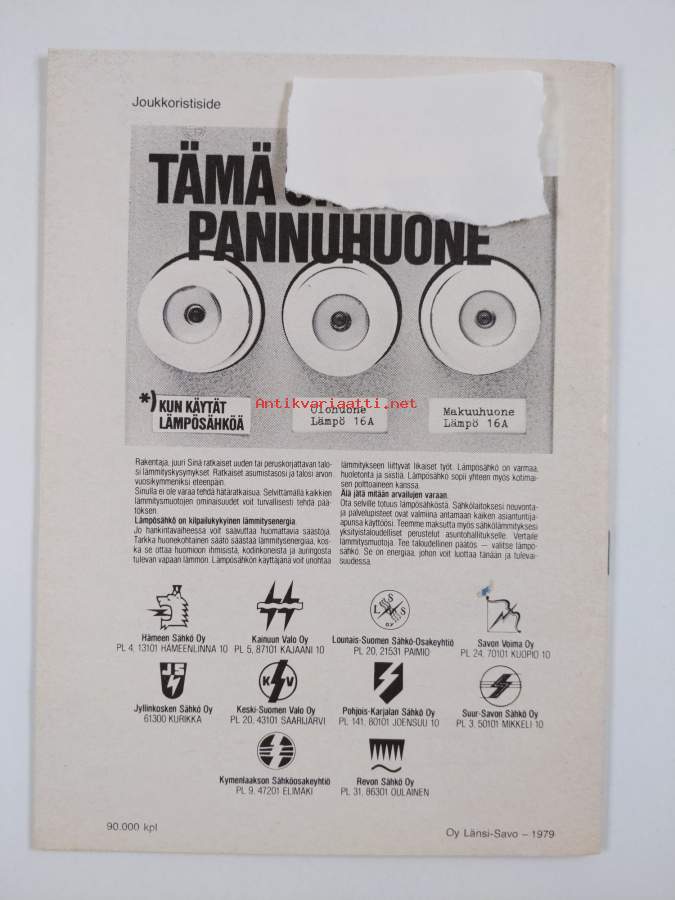 Joukkoristiside
TÄMÄ
PANNUHUONE
*) KUN KÄYTÄT
LÄMPÖSÄHKÖÄ
Olohuone
Lämpö 16A
Makuuhuone
Lämpö 16A
Antikvariaatti.net
Rakentaja, juuri Sinä ratkaiset uuden tai peruskorjattavan talo-
si lämmityskysymykset. Ratkaiset asumistasosi ja talosi arvon
vuosikymmeniksi eteenpäin.
Sinulla ei ole varaa tehdä hätäratkaisua. Selvittämällä kaikkien
lämmitysmuotojen ominaisuudet voit turvallisesti tehdä pää-
töksen.
Lämpösähkö on kilpailukykyinen lämmitysenergia.
Jo hankintavaiheessa voit saavuttaa huomattavia säästöjä.
Tarkka huonekohtainen säätö säästää lämmitysenergiaa, kos-
ka se ottaa huomioon ihmisistä, kodinkoneista ja auringosta
tulevan vapaan lämmön. Lämpösähkön käyttäjänä voit unohtaa
lämmitykseen liittyvät likaiset työt. Lämpösähkö on varmaa,
huoletonta ja siistiä. Lämpösähkö sopii yhteen myös kotimai-
sen polttoaineen kanssa.
Älä jätä mitään arvailujen varaan.
Ota selville totuus lämpösähköstä. Sähkölaitoksesi neuvonta-
ja palvelupisteet ovat valmiina antamaan kaiken asiantuntija-
apunsa käyttöösi. Teemme maksutta myös sähkölämmityksesi
yksityistaloudelliset perustelut asuntohallitukselle. Vertaile
lämmitysmuotoja. Tee taloudellinen päätös — valitse lämpö-
sähkö. Se on energiaa, johon voit luottaa tänään ja tulevai-
suudessa.
L S S
OY
Hämeen Sähkö Oy
PL 4, 13101 HÄMEENLINNA 10
Kainuun Valo Oy
PL 5, 87101 KAJAANI 10
Lounais-Suomen Sähkö-Osakeyhtiö
PL 20, 21531 PAIMIO
Savon Voima Oy
PL 24, 70101 KUOPIO 10
JS
K V
Jyllinkosken Sähkö Oy
61300 KURIKKA
Keski-Suomen Valo Oy
PL 20, 43101 SAARIJÄRVI
Pohjois-Karjalan Sähkö Oy
PL 141, 80101 JOENSUU 10
Suur-Savon Sähkö Oy
PL 3, 50101 MIKKELI 10
Kymenlaakson Sähköosakeyhtiö
PL 9, 47201 ELIMÄKI
Revon Sähkö Oy
PL 31, 86301 OULAINEN
90.000 kpl
Oy Länsi-Savo – 1979